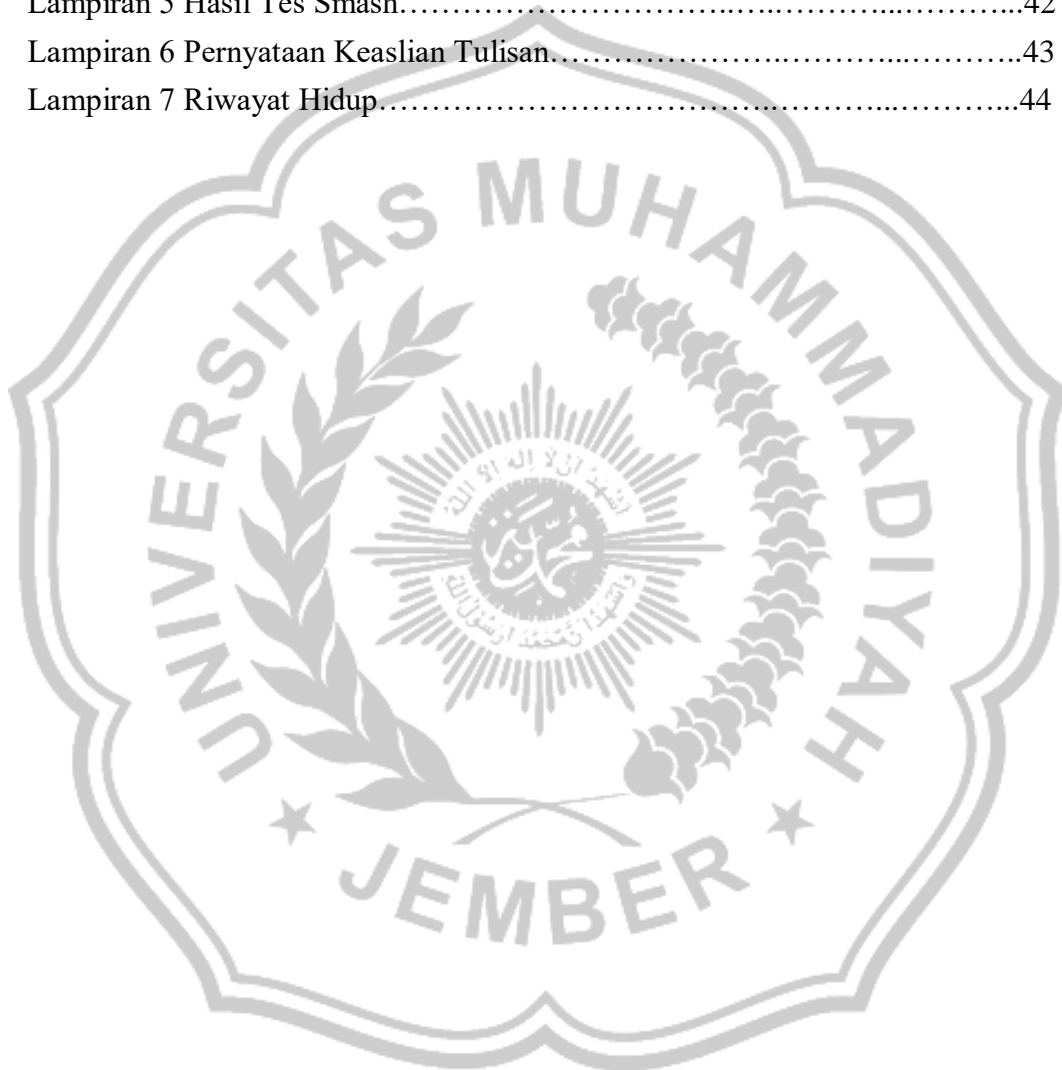 Lampiran 5 Hasil Tes Smash…………………………..…..………...………...42
Lampiran 6 Pernyataan Keaslian Tulisan………………….………...………..43
Lampiran 7 Riwayat Hidup……………………………….………...………...44
UNIVERSITAS MUHAMMADIYAH
JEMBER